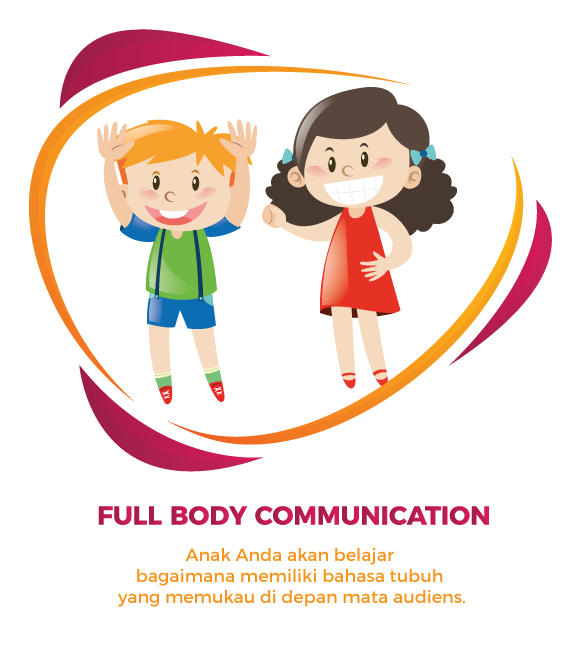 FULL BODY COMMUNICATION
Anak Anda akan belajar
bagaimana memiliki bahasa tubuh
yang memukau di depan mata audiens.